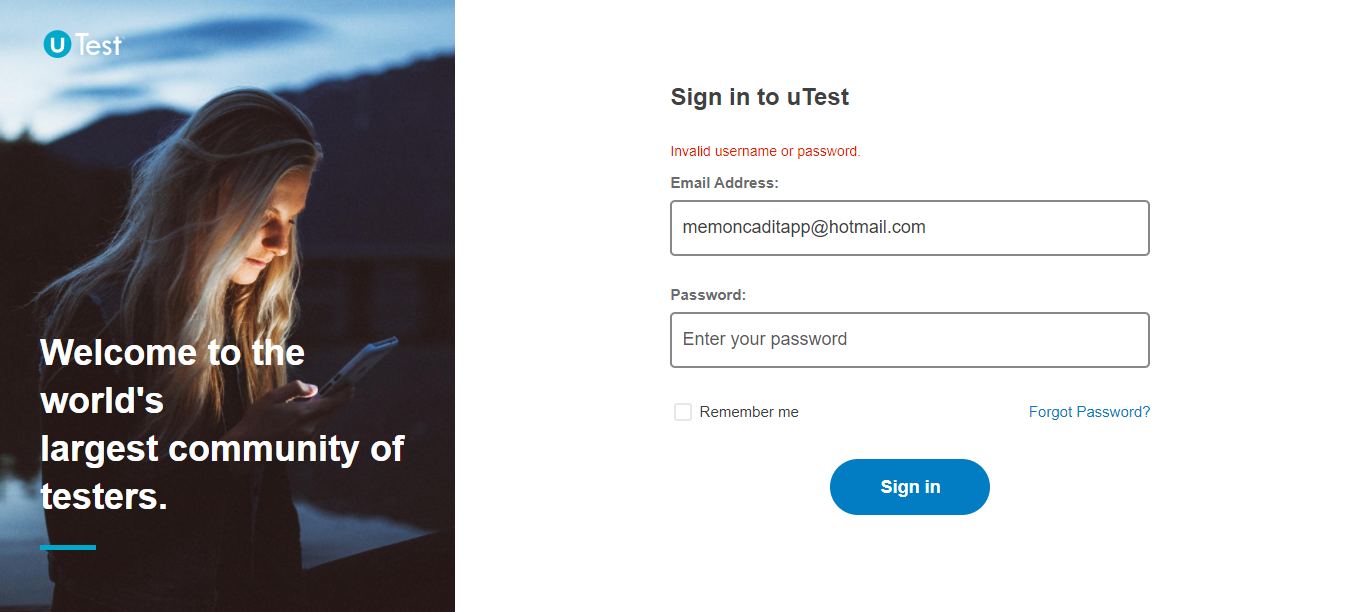 uTest
Welcome to the
world's
largest community of
testers.
Sign in to uTest
Invalid username or password.
Email Address:
memoncaditapp@hotmail.com
Password:
Enter your password
Remember me
Forgot Password?
Sign in